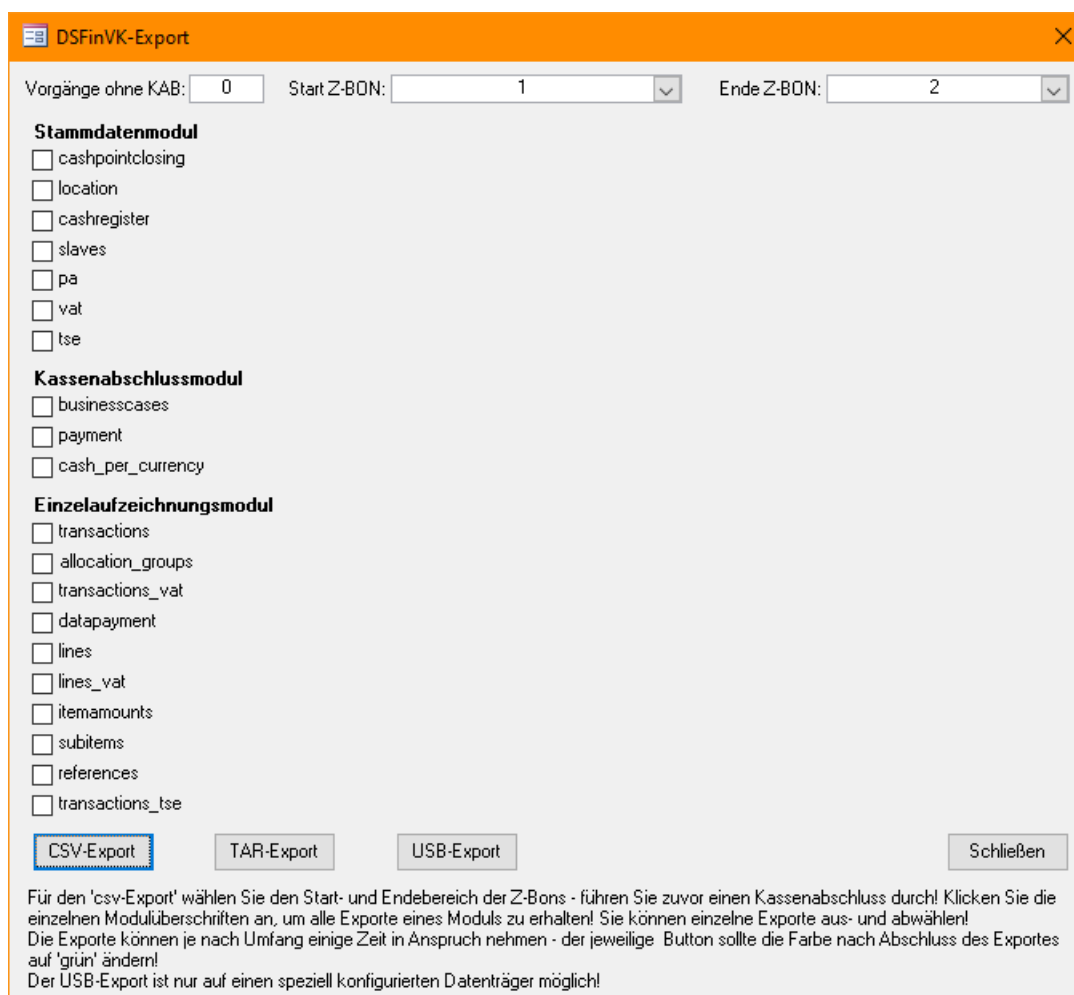 DSFinVK-Export
Vorgänge ohne KAB: 0 Start Z-BON: 1 Ende Z-BON: 2
Stammdatenmodul
cashpointclosing
location
cashregister
slaves
pa
vat
tse
Kassenabschlussmodul
businesscases
payment
cash_per_currency
Einzelaufzeichnungsmodul
transactions
allocation_groups
transactions_vat
datapayment
lines
lines_vat
itemamounts
subitems
references
transactions_tse
CSV-Export TAR-Export USB-Export Schließen
Für den 'csv-Export' wählen Sie den Start- und Endebereich der Z-Bons - führen Sie zuvor einen Kassenabschluss durch! Klicken Sie die
einzelnen Modulüberschriften an, um alle Exporte eines Moduls zu erhalten! Sie können einzelne Exporte aus- und abwählen!
Die Exporte können je nach Umfang einige Zeit in Anspruch nehmen - der jeweilige Button sollte die Farbe nach Abschluss des Exportes
auf 'grün' ändern!
Der USB-Export ist nur auf einen speziell konfigurierten Datenträger möglich!